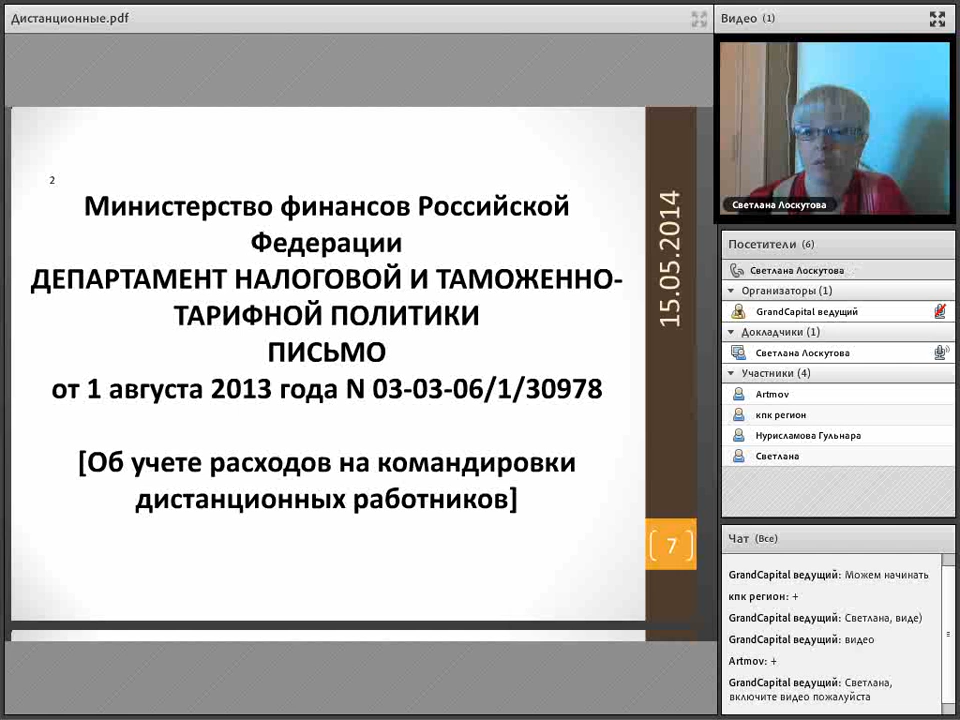 Дистанционные.pdf
2
Министерство финансов Российской
Федерации
ДЕПАРТАМЕНТ НАЛОГОВОЙ И ТАМОЖЕННО-
ТАРИФНОЙ ПОЛИТИКИ
ПИСЬМО
от 1 августа 2013 года N 03-03-06/1/30978
[Об учете расходов на командировки
дистанционных работников]
15.05.2014
7
Видео (1)
Светлана Лоскутова
Посетители (6)
Светлана Лоскутова
Организаторы (1)
GrandCapital ведущий
Докладчики (1)
Светлана Лоскутова
Участники (4)
Artmov
кпк регион
Нурисламова Гульнара
Светлана
Чат (Все)
GrandCapital ведущий: Можем начинать
кпк регион: +
GrandCapital ведущий: Светлана, виде)
GrandCapital ведущий: видео
Artmov: +
GrandCapital ведущий: Светлана,
включите видео пожалуйста